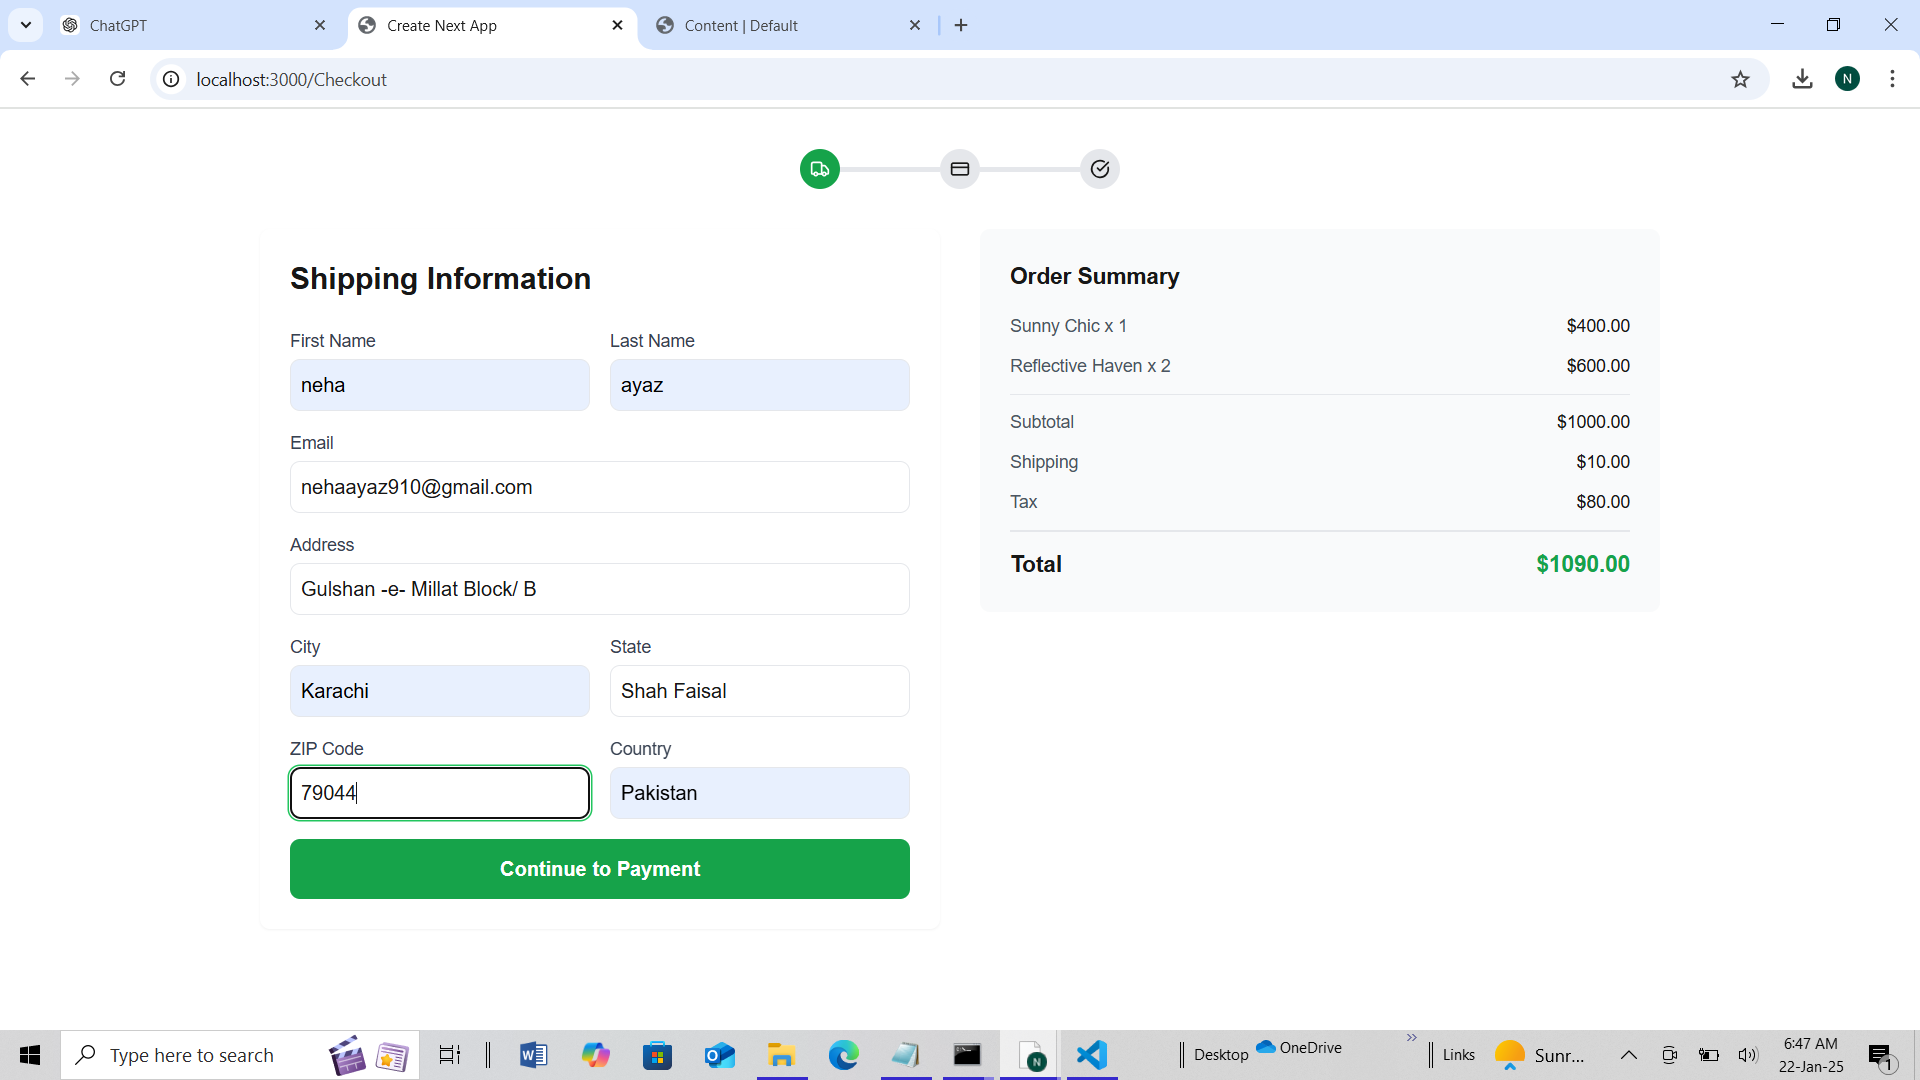 ChatGPT
Create Next App
Content | Default
localhost:3000/Checkout
N
Shipping Information
First Name
Last Name
neha
ayaz
Email
nehaayaz910@gmail.com
Address
Gulshan -e- Millat Block/ B
City
State
Karachi
Shah Faisal
ZIP Code
Country
79044
Pakistan
Continue to Payment
Order Summary
Sunny Chic x 1 $400.00
Reflective Haven x 2 $600.00
Subtotal $1000.00
Shipping $10.00
Tax $80.00
Total $1090.00
Type here to search
Desktop
OneDrive
Links
Sunr...
6:47 AM
22-Jan-25
1